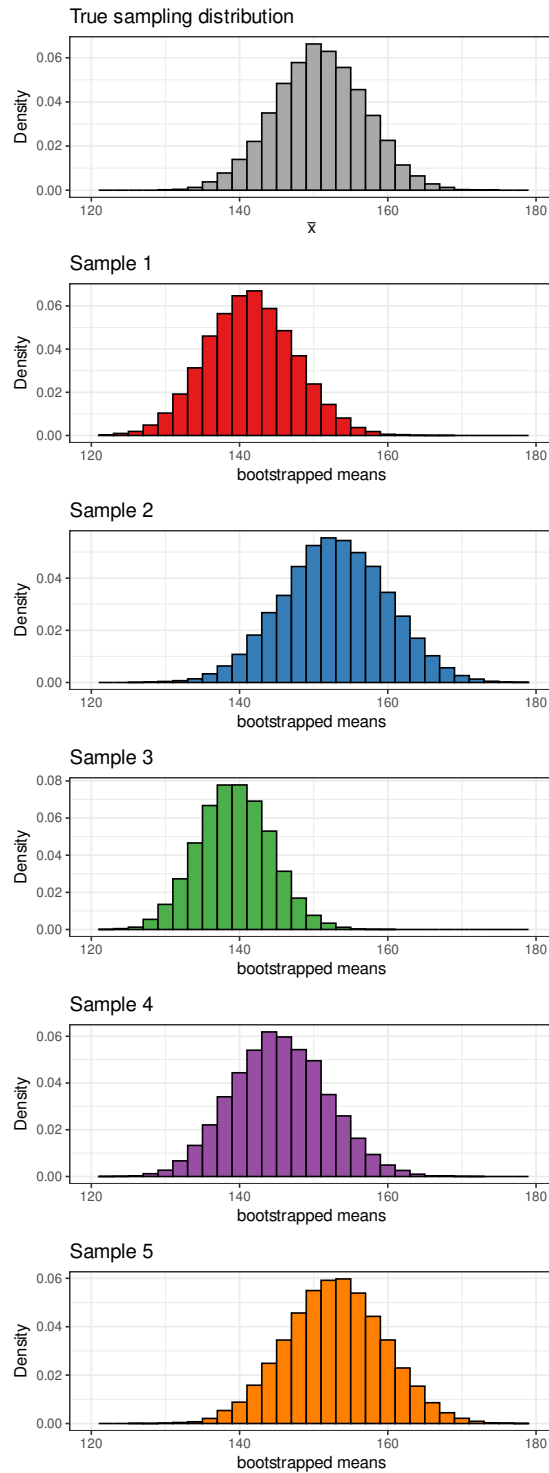 True sampling distribution
Density
0.06
0.04
0.02
0.00
120 140 160 180
x̄
Sample 1
Density
0.06
0.04
0.02
0.00
120 140 160 180
bootstrapped means
Sample 2
Density
0.04
0.02
0.00
120 140 160 180
bootstrapped means
Sample 3
Density
0.08
0.06
0.04
0.02
0.00
120 140 160 180
bootstrapped means
Sample 4
Density
0.06
0.04
0.02
0.00
120 140 160 180
bootstrapped means
Sample 5
Density
0.06
0.04
0.02
0.00
120 140 160 180
bootstrapped means